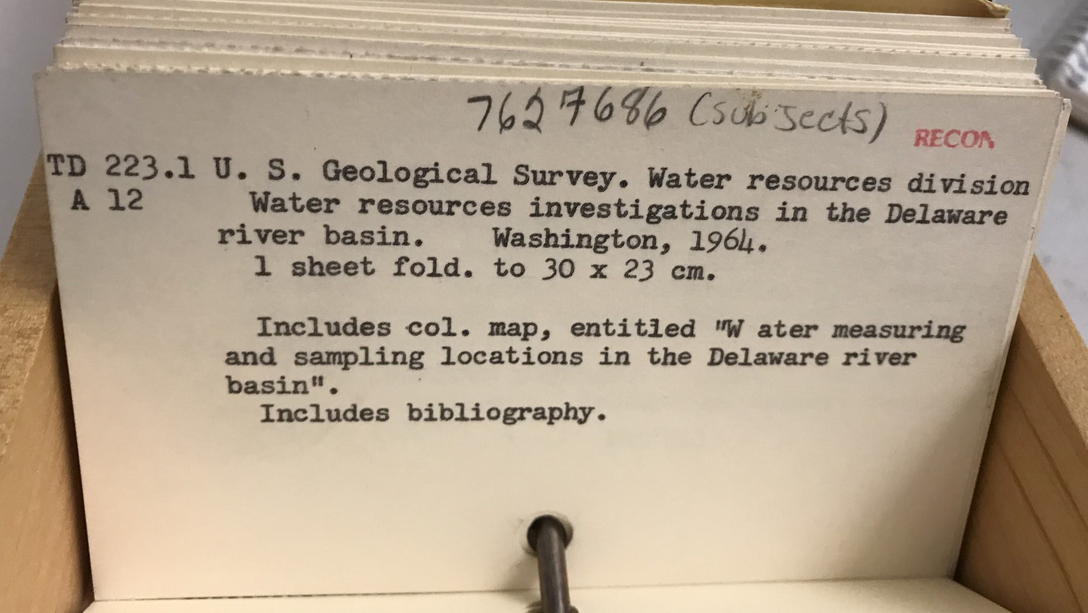 7627686 (subjects)
RECON
TD 223.1 U. S. Geological Survey. Water resources division
A 12 Water resources investigations in the Delaware
river basin. Washington, 1964.
1 sheet fold. to 30 x 23 cm.
Includes col. map, entitled "W ater measuring
and sampling locations in the Delaware river
basin".
Includes bibliography.